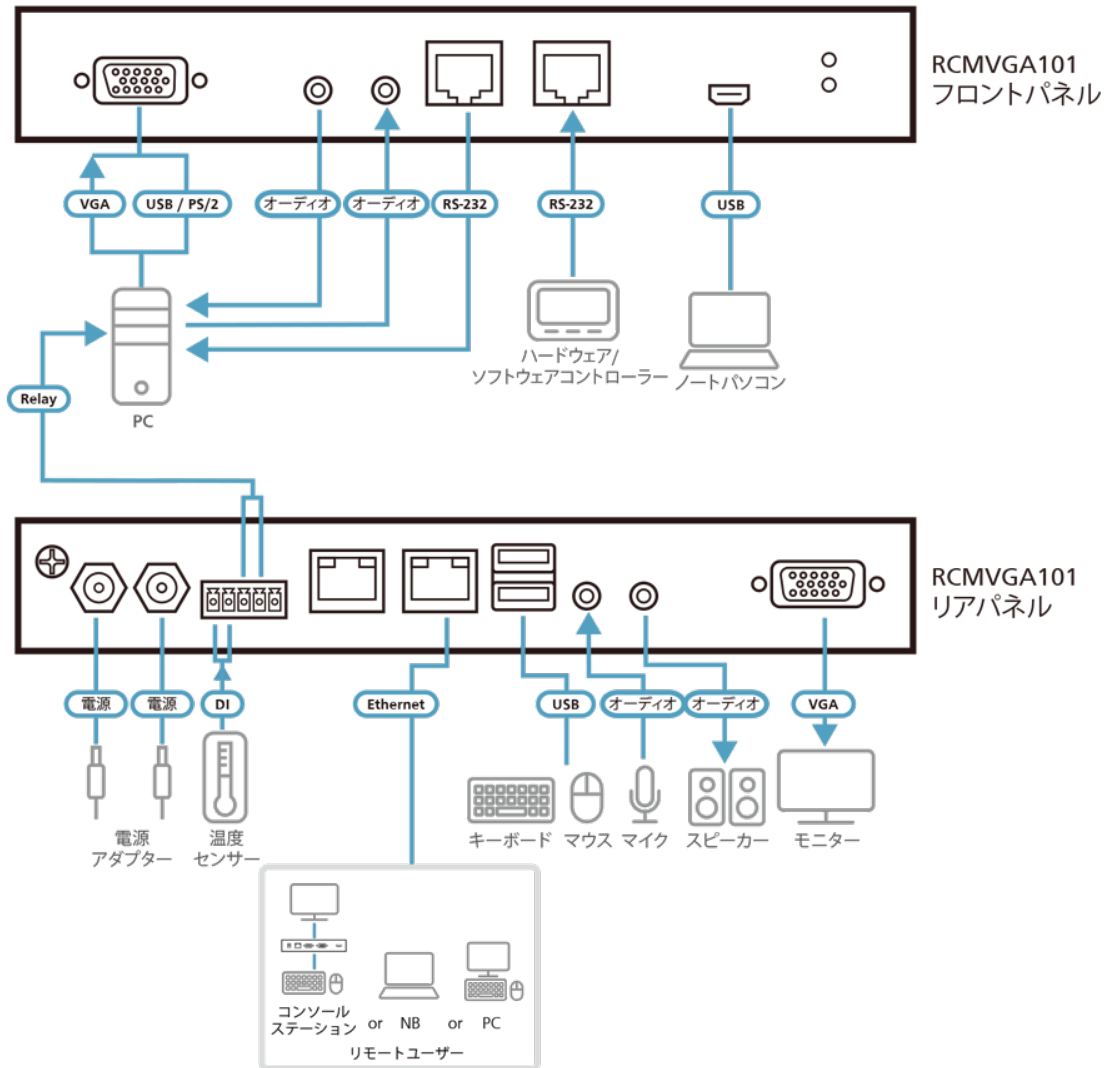 RCMVGA101
フロントパネル
VGA
USB / PS/2
オーディオ
オーディオ
RS-232
RS-232
USB
ハードウェア/
ソフトウェアコントローラー
ノートパソコン
Relay
PC
RCMVGA101
リアパネル
電源
電源
DI
Ethernet
USB
オーディオ
オーディオ
VGA
電源
アダプター
温度
センサー
キーボード
マウス
マイク
スピーカー
モニター
コンソール
ステーション
or
NB
or
PC
リモートユーザー